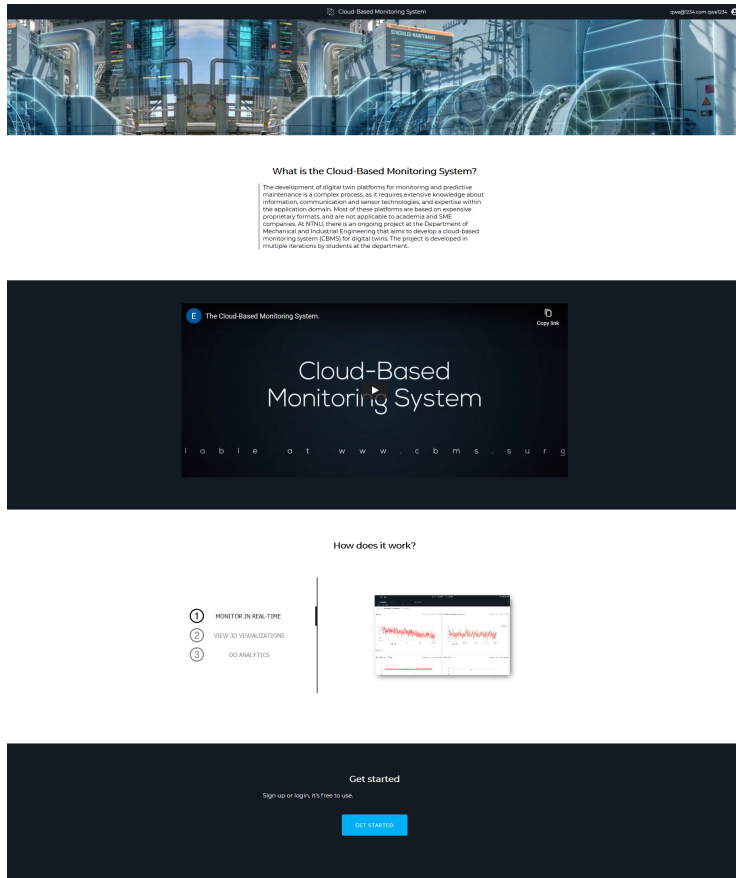 Cloud-Based Monitoring System
qwe@1234.com qwe1234
SCHEDULED MAINTENANCE
What is the Cloud-Based Monitoring System?
The development of digital twin platforms for monitoring and predictive
maintenance is a complex process, as it requires extensive knowledge about
information, communication and sensor technologies, and expertise within
the application domain. Most of these platforms are based on expensive
proprietary formats, and are not applicable to academia and SME
companies. At NTNU, there is an ongoing project at the Department of
Mechanical and Industrial Engineering that aims to develop a cloud-based
monitoring system (CBMS) for digital twins. The project is developed in
multiple iterations by students at the department.
E The Cloud-Based Monitoring System.
Copy link
Cloud-Based
Monitoring System
lable at www.cbms.surg
How does it work?
1 MONITOR IN REAL-TIME
2 VIEW 3D VISUALIZATIONS
3 DO ANALYTICS
Get started
Sign up or login, it's free to use.
GET STARTED